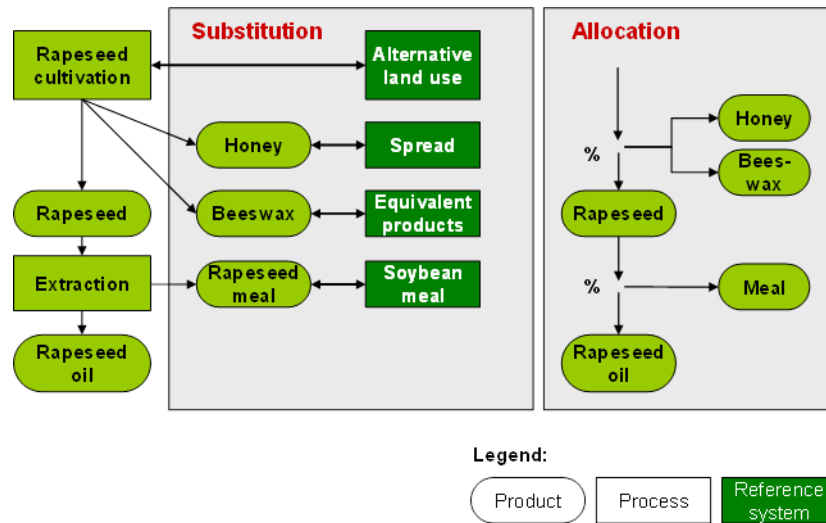 Substitution
Allocation
Rapeseed
cultivation
Alternative
land use
Honey
Spread
Beeswax
Equivalent
products
Rapeseed
Rapeseed
meal
Soybean
meal
Extraction
Rapeseed
oil
%
Honey
Bees-
wax
Rapeseed
%
Meal
Rapeseed
oil
Legend:
Product
Process
Reference
system